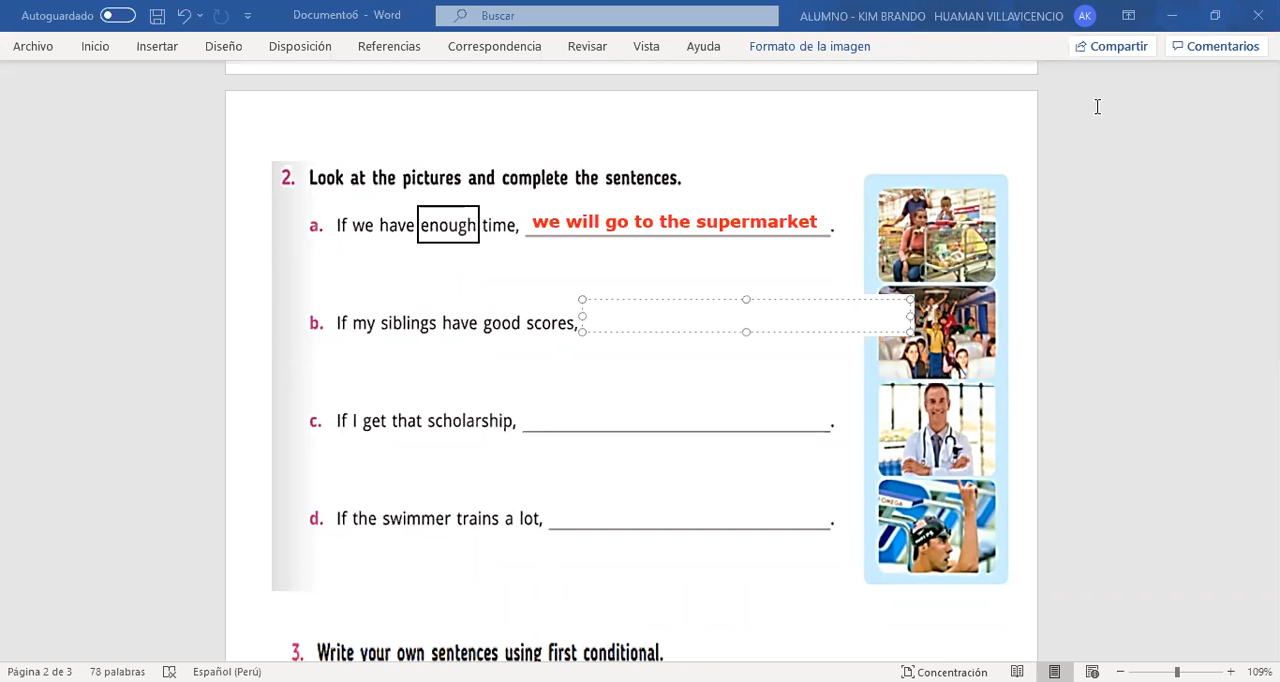 Autoguardado Documento6 - Word Buscar ALUMNO - KIM BRANDO HUAMAN VILLAVICENCIO AK
Archivo Inicio Insertar Diseño Disposición Referencias Correspondencia Revisar Vista Ayuda Formato de la imagen Compartir Comentarios
2. Look at the pictures and complete the sentences.
a. If we have enough time, we will go to the supermarket.
b. If my siblings have good scores,
c. If I get that scholarship, ____________________.
d. If the swimmer trains a lot, ____________________.
OMEGA
3. Write your own sentences using first conditional.
Página 2 de 3 78 palabras Español (Perú) Concentración 109%